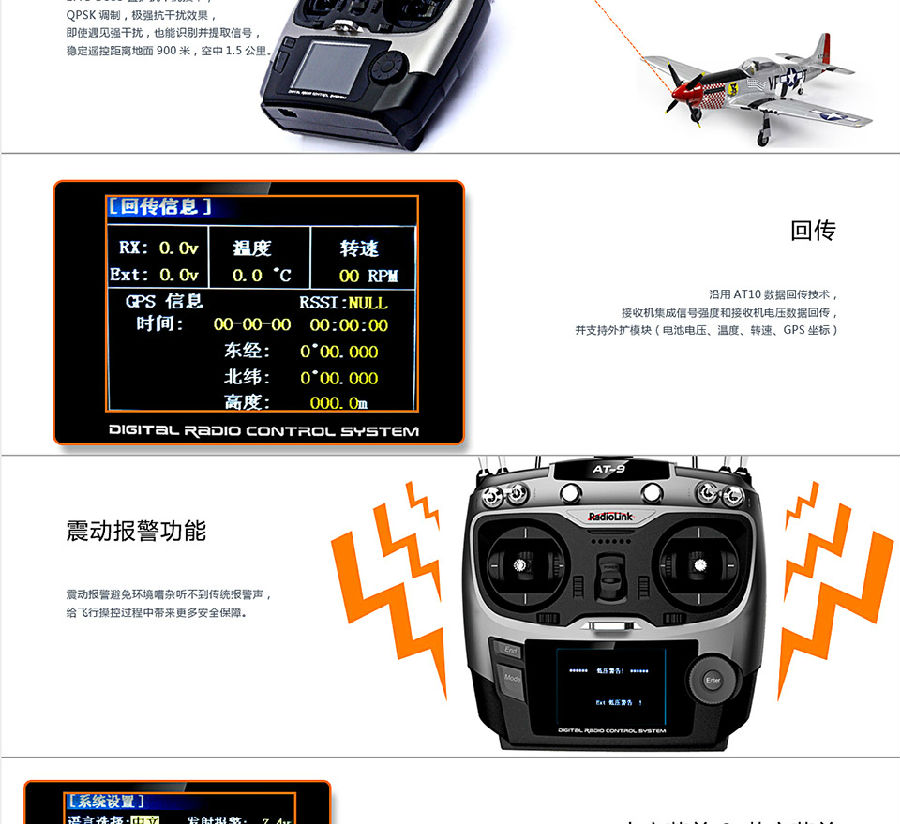 QPSK 调制，极强抗干扰效果，
即使遇见强干扰，也能识别并提取信号，
稳定遥控距离地面 900 米，空中 1.5 公里。
DIGITAL RADIO CONTROL SYSTEM
[回传信息]
RX: 0.0v 温度 转速
Ext: 0.0v 0.0 °C 00 RPM
GPS 信息 RSSI:NULL
时间: 00-00-00 00:00:00
东经: 0°00.000
北纬: 0°00.000
高度: 000.0m
DIGITAL RADIO CONTROL SYSTEM
回传
沿用 AT10 数据回传技术，
接收机集成信号强度和接收机电压数据回传，
并支持外扩模块（电池电压、温度、转速、GPS 坐标）
震动报警功能
震动报警避免环境嘈杂听不到传统报警声，
给飞行操控过程中带来更多安全保障。
AT-9
RadioLink
End
Mode
****** 低压警告! ******
Ext 低压警告 !
Enter
DIGITAL RADIO CONTROL SYSTEM
[系统设置]
语言选择:中文 发射报警: 7.4v